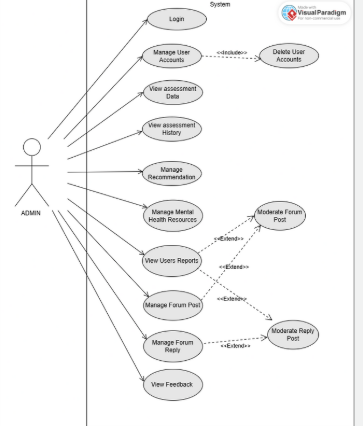 System
Made with
Visual Paradigm
For non-commercial use
Login
Manage User
Accounts
<<Include>>
Delete User
Accounts
View assessment
Data
View assessment
History
Manage
Recommendation
ADMIN
Manage Mental
Health Resources
Moderate Forum
Post
<<Extend>>
View Users Reports
<<Extend>>
Manage Forum Post
<<Extend>>
Moderate Reply
Post
Manage Forum
Reply
<<Extend>>
View Feedback